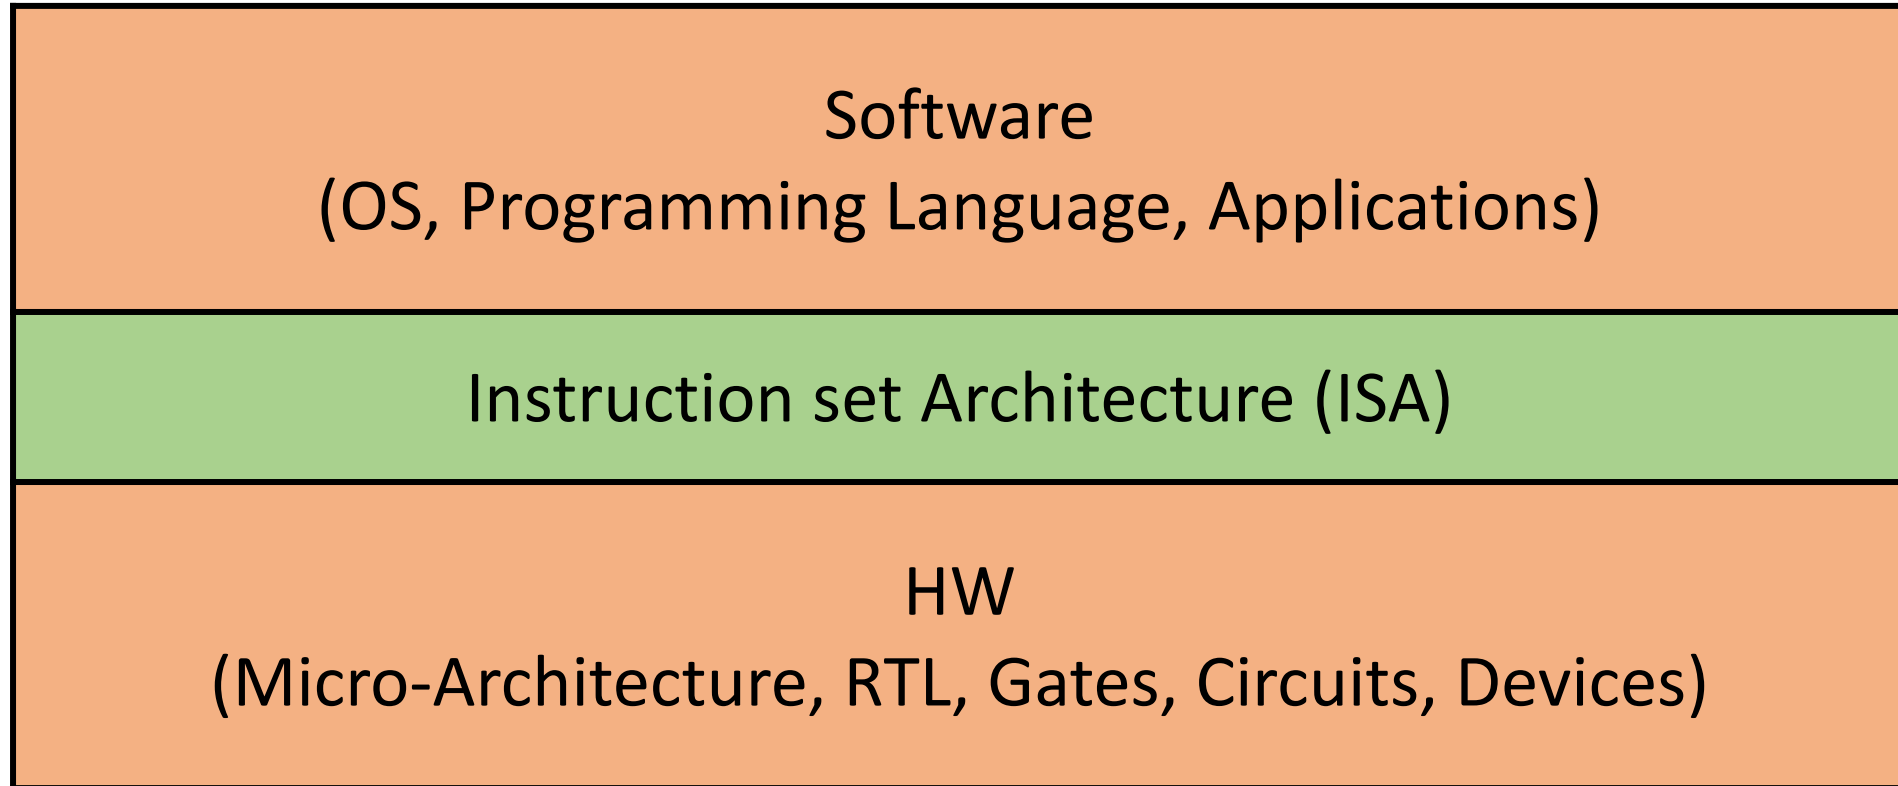 Software
(OS, Programming Language, Applications)
Instruction set Architecture (ISA)
HW
(Micro-Architecture, RTL, Gates, Circuits, Devices)